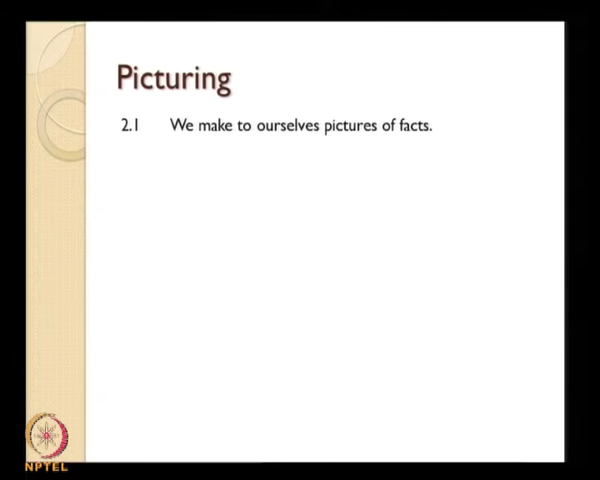 Picturing
2.1 We make to ourselves pictures of facts.
NPTEL